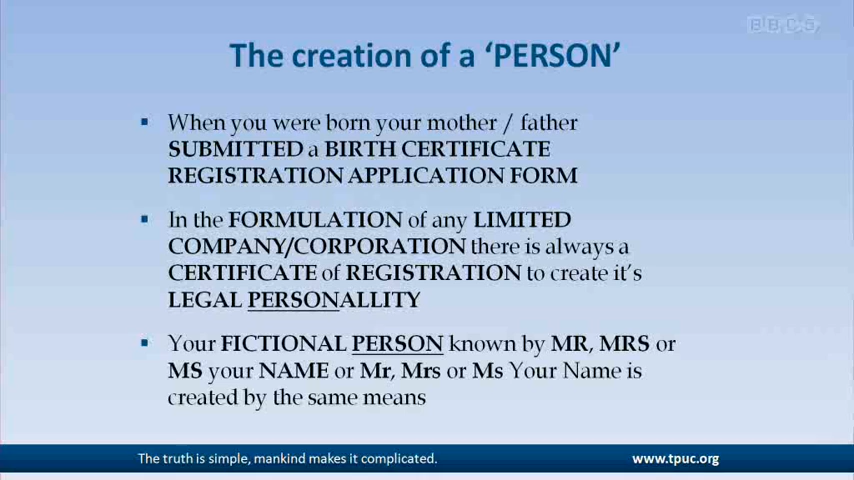 BBC 5
The creation of a ‘PERSON’
▪ When you were born your mother / father
SUBMITTED a BIRTH CERTIFICATE
REGISTRATION APPLICATION FORM
▪ In the FORMULATION of any LIMITED
COMPANY/CORPORATION there is always a
CERTIFICATE of REGISTRATION to create it’s
LEGAL PERSONALLITY
▪ Your FICTIONAL PERSON known by MR, MRS or
MS your NAME or Mr, Mrs or Ms Your Name is
created by the same means
The truth is simple, mankind makes it complicated.
www.tpuc.org